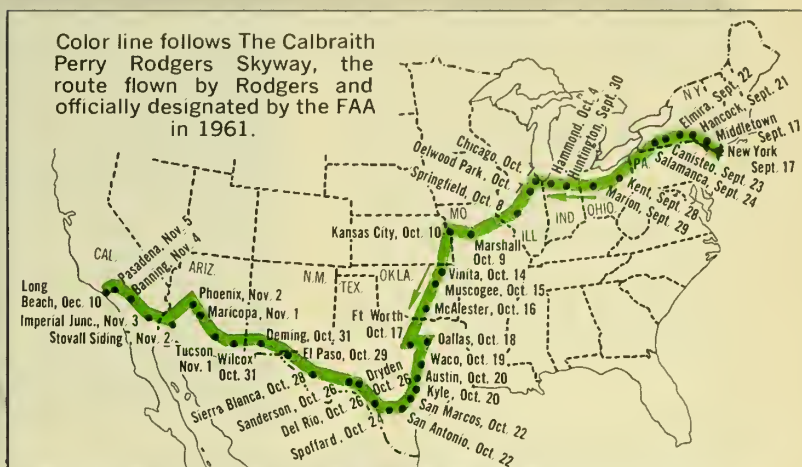 Color line follows The Calbraith
Perry Rodgers Skyway, the
route flown by Rodgers and
officially designated by the FAA
in 1961.
N.Y.
Elmira, Sept. 22
Hancock, Sept. 21
Middletown
Sept. 17
New York
Sept. 17
Canisteo, Sept. 23
Salamanca, Sept. 24
PA.
Kent, Sept. 28
Marion, Sept. 29
OHIO
IND
Huntington, Sept. 30
Hammond, Oct. 4
Chicago, Oct.
Oelwood Park, Oct. 7
Springfield, Oct. 8
ILL
MO
Marshall
Oct. 9
Kansas City, Oct. 10
Vinita, Oct. 14
Muscogee, Oct. 15
McAlester, Oct. 16
OKLA.
TEX.
N.M.
Ft Worth
Oct. 17
Dallas, Oct. 18
Waco, Oct. 19
Austin, Oct. 20
Kyle, Oct. 20
San Marcos, Oct. 22
San Antonio, Oct. 22
Spoffard, Oct. 24
Del Rio, Oct. 26
Dryden
Oct. 26
Sanderson, Oct. 26
Sierra Blanca, Oct. 28
El Paso, Oct. 29
Deming, Oct. 31
Wilcox
Oct. 31
Tucson
Nov. 1
Maricopa, Nov. 1
Phoenix, Nov. 2
ARIZ.
Stovall Siding, Nov. 2
Imperial Junc., Nov. 3
Banning, Nov. 4
Pasadena, Nov. 5
CAL.
Long
Beach, Oec. 10